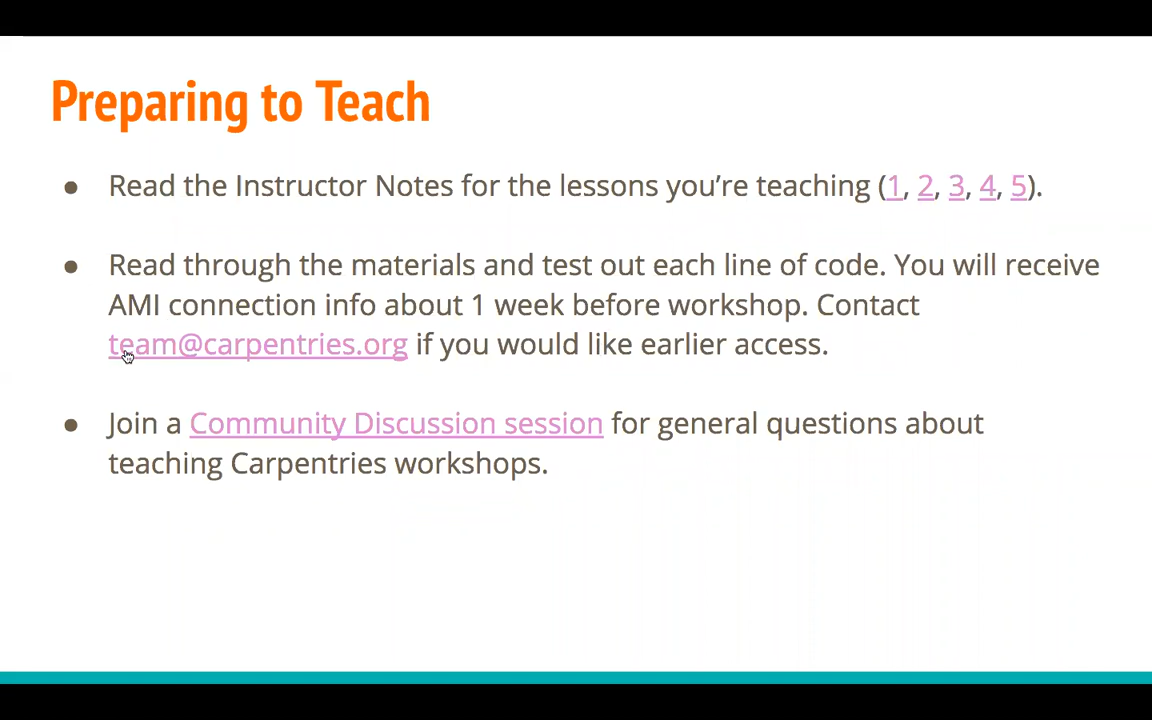 Preparing to Teach
● Read the Instructor Notes for the lessons you’re teaching (1, 2, 3, 4, 5).
● Read through the materials and test out each line of code. You will receive
AMI connection info about 1 week before workshop. Contact
team@carpentries.org if you would like earlier access.
● Join a Community Discussion session for general questions about
teaching Carpentries workshops.